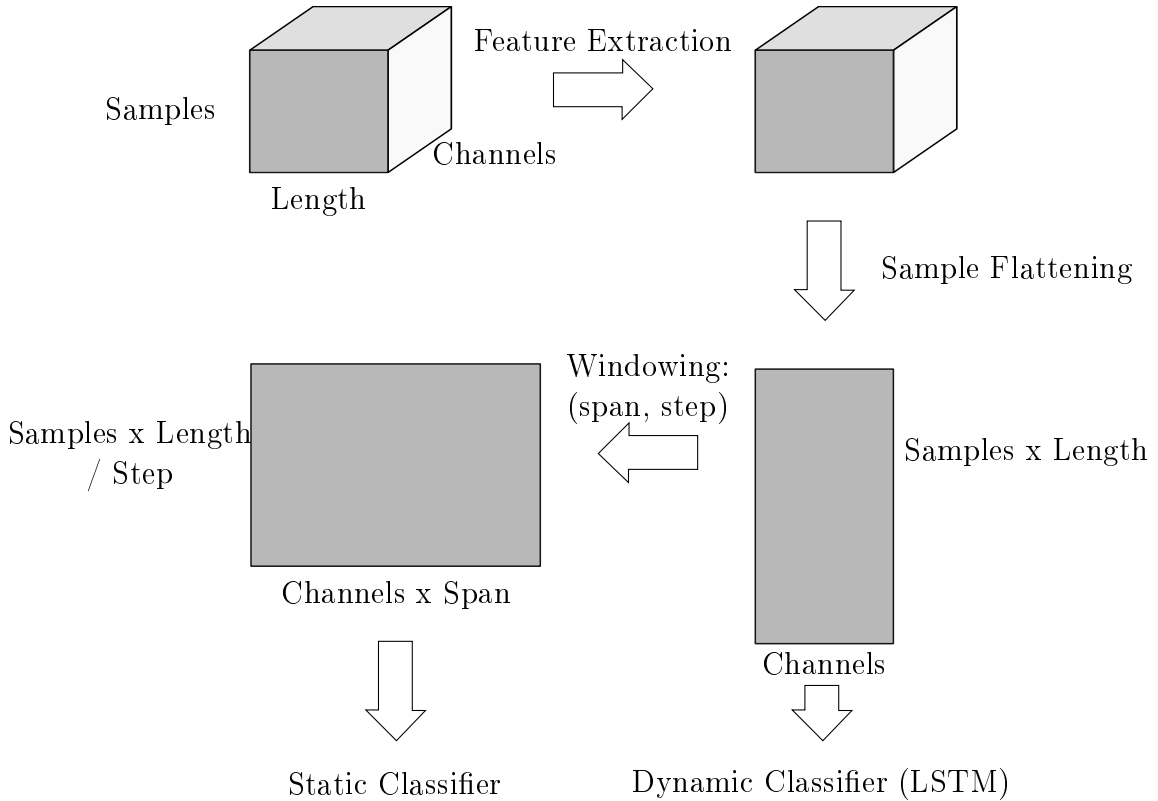 Feature Extraction
Samples
Channels
Length
Sample Flattening
Windowing:
(span, step)
Samples x Length
/ Step
Samples x Length
Channels x Span
Channels
Static Classifier
Dynamic Classifier (LSTM)